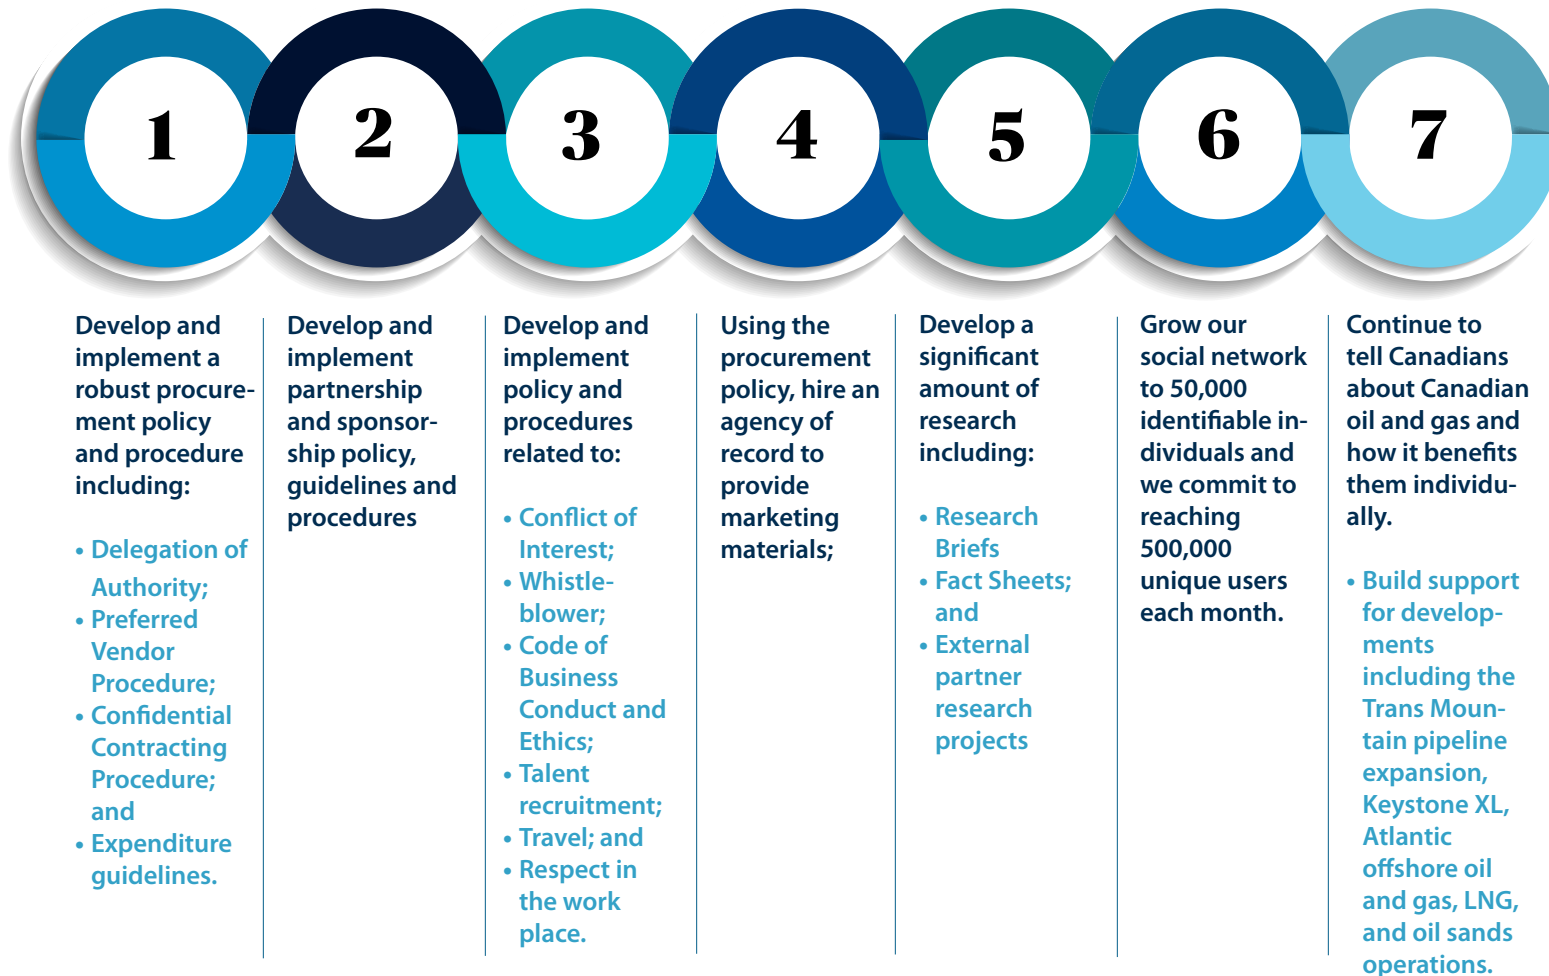 1
2
3
4
5
6
7
Develop and
implement a
robust procure-
ment policy
and procedure
including:
• Delegation of
Authority;
• Preferred
Vendor
Procedure;
• Confidential
Contracting
Procedure;
and
• Expenditure
guidelines.
Develop and
implement
partnership
and sponsor-
ship policy,
guidelines and
procedures
Develop and
implement
policy and
procedures
related to:
• Conflict of
Interest;
• Whistle-
blower;
• Code of
Business
Conduct and
Ethics;
• Talent
recruitment;
• Travel; and
• Respect in
the work
place.
Using the
procurement
policy, hire an
agency of
record to
provide
marketing
materials;
Develop a
significant
amount of
research
including:
• Research
Briefs
• Fact Sheets;
and
• External
partner
research
projects
Grow our
social network
to 50,000
identifiable in-
dividuals and
we commit to
reaching
500,000
unique users
each month.
Continue to
tell Canadians
about Canadian
oil and gas and
how it benefits
them individu-
ally.
• Build support
for develop-
ments
including the
Trans Moun-
tain pipeline
expansion,
Keystone XL,
Atlantic
offshore oil
and gas, LNG,
and oil sands
operations.